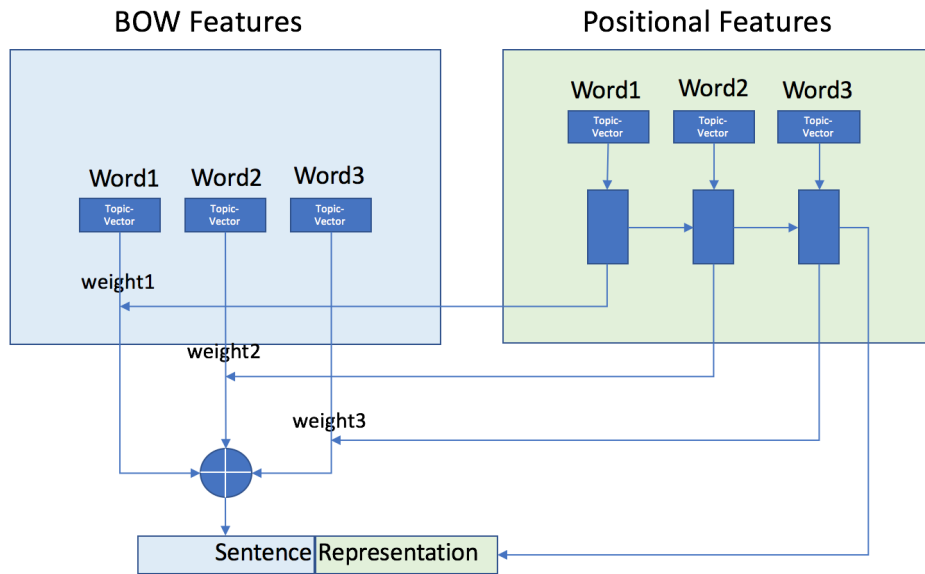 BOW Features
Positional Features
Word1
Word2
Word3
Topic-
Vector
Topic-
Vector
Topic-
Vector
Word1
Word2
Word3
Topic-
Vector
Topic-
Vector
Topic-
Vector
weight1
weight2
weight3
Sentence Representation